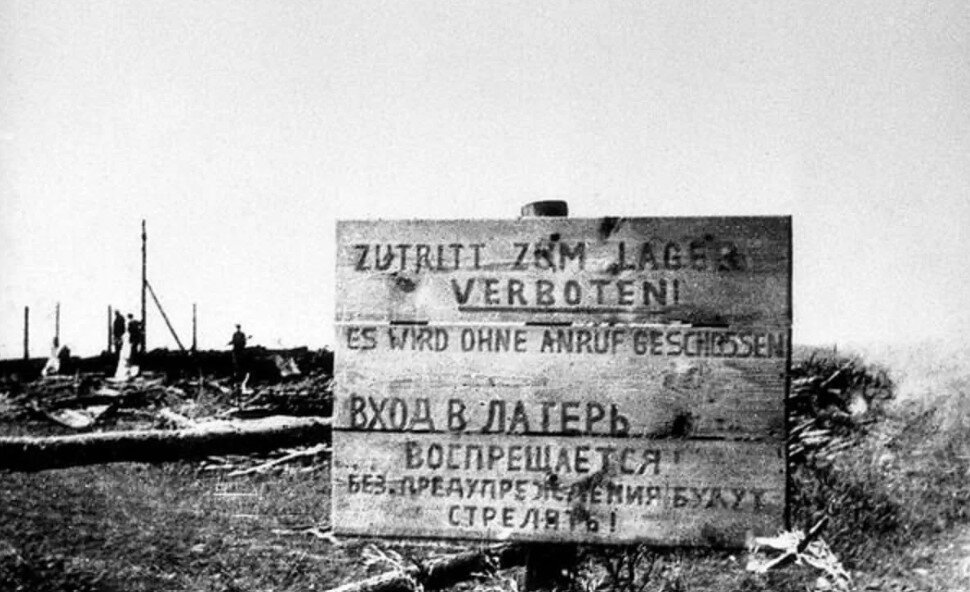 ZUTRITT ZUM LAGER
VERBOTEN!
ES WIRD OHNE ANRUF GESCHOSSEN
ВХОД В ЛАГЕРЬ
ВОСПРЕЩАЕТСЯ!
БЕЗ ПРЕДУПРЕЖДЕНИЯ БУДУТ
СТРЕЛЯТЬ!